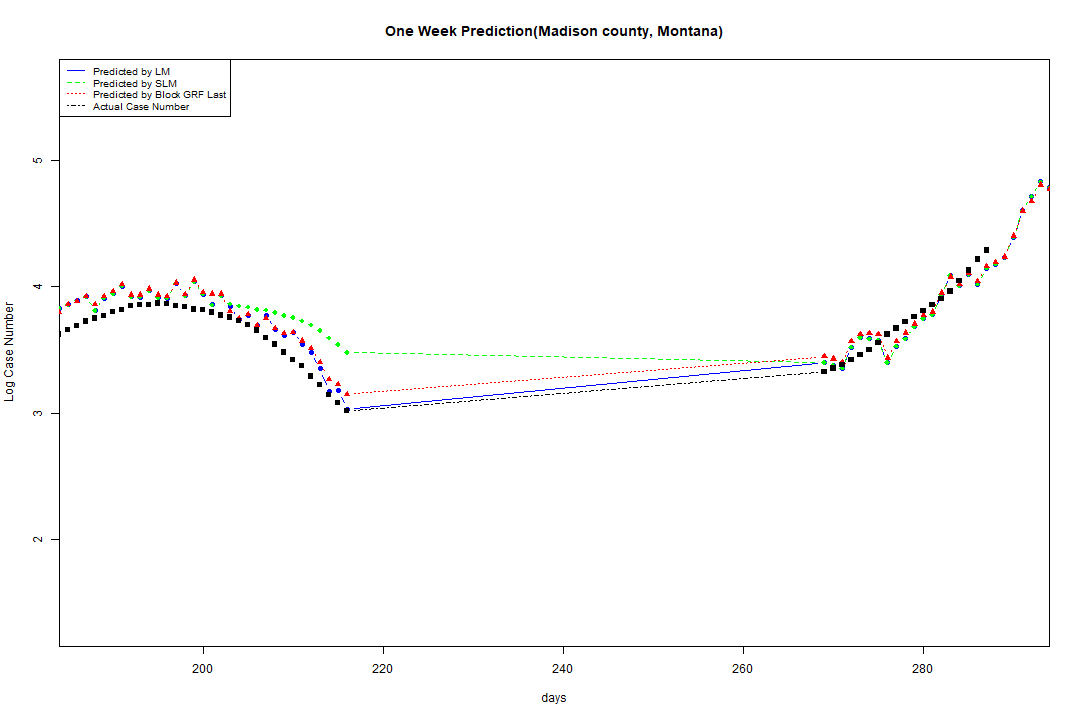 One Week Prediction(Madison county, Montana)
Predicted by LM
Predicted by SLM
Predicted by Block GRF Last
Actual Case Number
5
4
3
2
Log Case Number
200 220 240 260 280
days